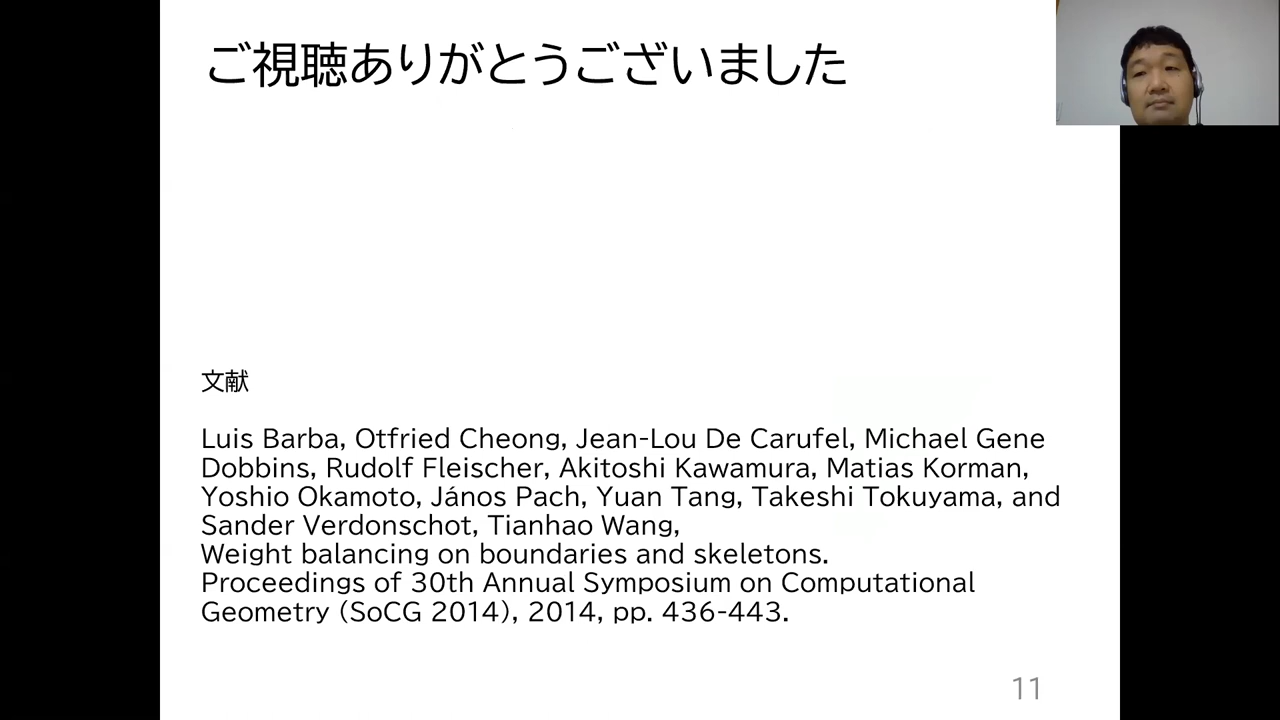 ご視聴ありがとうございました
文献
Luis Barba, Otfried Cheong, Jean-Lou De Carufel, Michael Gene
Dobbins, Rudolf Fleischer, Akitoshi Kawamura, Matias Korman,
Yoshio Okamoto, János Pach, Yuan Tang, Takeshi Tokuyama, and
Sander Verdonschot, Tianhao Wang,
Weight balancing on boundaries and skeletons.
Proceedings of 30th Annual Symposium on Computational
Geometry (SoCG 2014), 2014, pp. 436-443.
11